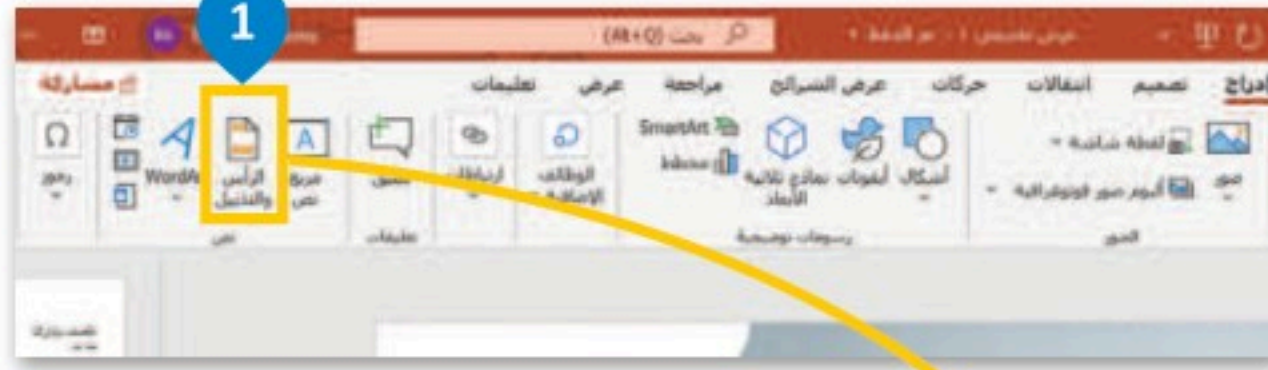 1
بحث (Alt+Q)
إدراج تصميم انتقالات حركات عرض الشرائح مراجعة عرض تعليمات مشاركة
صور
لقطة شاشة
ألبوم صور فوتوغرافية
أشكال
أيقونات
نماذج ثلاثية الأبعاد
SmartArt
مخطط
الوظائف الإضافية
ارتباطات
تعليق
مربع نص
الرأس والتذييل
WordArt
رموز
الصور رسومات توضيحية تعليقات نص